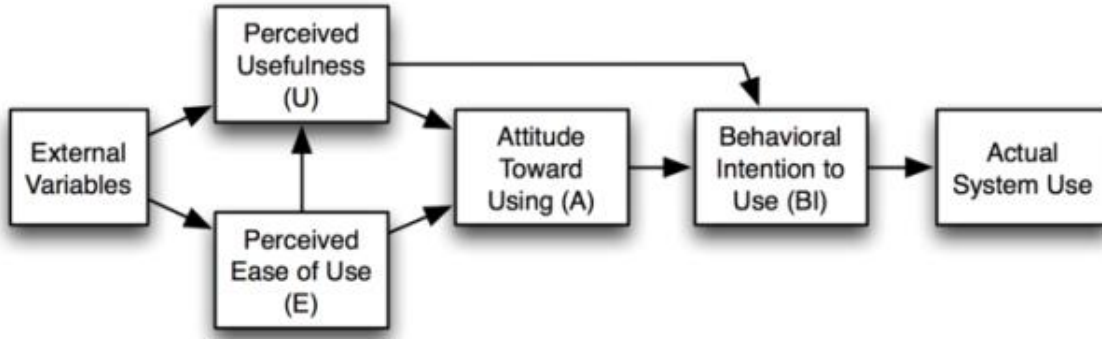 External
Variables
Perceived
Usefulness
(U)
Perceived
Ease of Use
(E)
Attitude
Toward
Using (A)
Behavioral
Intention to
Use (BI)
Actual
System Use